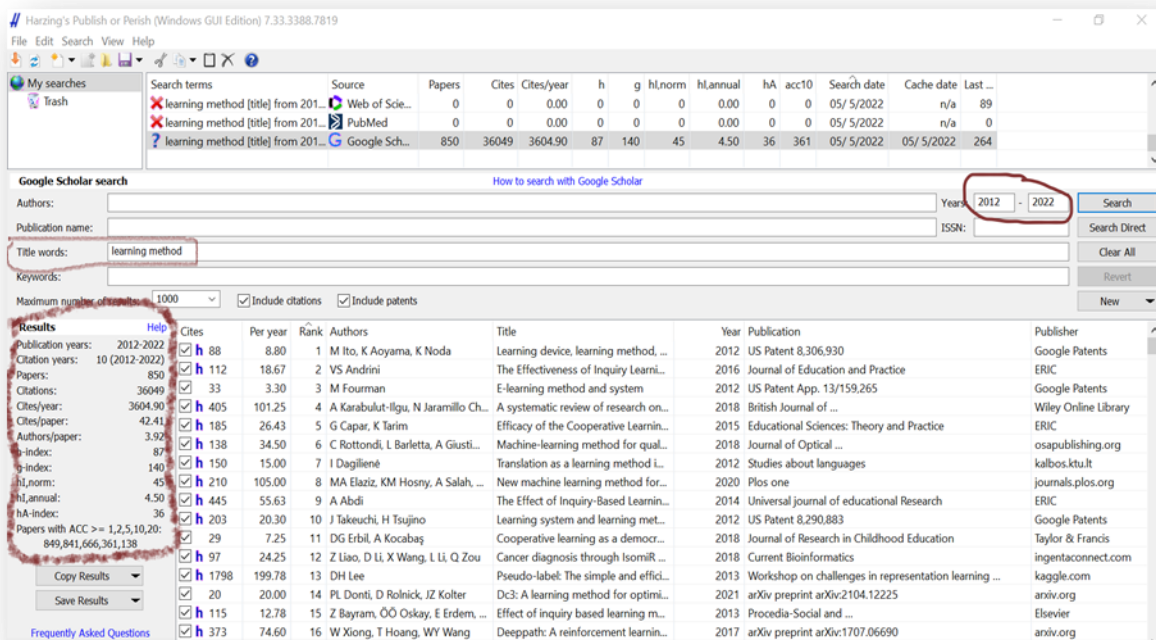 Harzing's Publish or Perish (Windows GUI Edition) 7.33.3388.7819
File Edit Search View Help
My searches
Trash
Search terms Source Papers Cites Cites/year h g hI,norm hI,annual hA acc10 Search date Cache date Last ...
learning method [title] from 201... Web of Scie... 0 0 0.00 0 0 0 0.00 0 0 05/ 5/2022 n/a 89
learning method [title] from 201... PubMed 0 0 0.00 0 0 0 0.00 0 0 05/ 5/2022 n/a 0
? learning method [title] from 201... Google Sch... 850 36049 3604.90 87 140 45 4.50 36 361 05/ 5/2022 05/ 5/2022 264
Google Scholar search How to search with Google Scholar
Authors: Years: 2012 - 2022 Search
Publication name: ISSN: Search Direct
Title words: learning method Clear All
Keywords: Revert
Maximum number of results: 1000 Include citations Include patents New
Results Help
Publication years: 2012-2022
Citation years: 10 (2012-2022)
Papers: 850
Citations: 36049
Cites/year: 3604.90
Cites/paper: 42.41
Authors/paper: 3.92
h-index: 87
g-index: 140
hI,norm: 45
hI,annual: 4.50
hA-index: 36
Papers with ACC >= 1,2,5,10,20:
849,841,666,361,138
Copy Results
Save Results
Frequently Asked Questions
Cites Per year Rank Authors Title Year Publication Publisher
h 88 8.80 1 M Ito, K Aoyama, K Noda Learning device, learning method, ... 2012 US Patent 8,306,930 Google Patents
h 112 18.67 2 VS Andrini The Effectiveness of Inquiry Learni... 2016 Journal of Education and Practice ERIC
33 3.30 3 M Fourman E-learning method and system 2012 US Patent App. 13/159,265 Google Patents
h 405 101.25 4 A Karabulut-Ilgu, N Jaramillo Ch... A systematic review of research on... 2018 British Journal of ... Wiley Online Library
h 185 26.43 5 G Capar, K Tarim Efficacy of the Cooperative Learnin... 2015 Educational Sciences: Theory and Practice ERIC
h 138 34.50 6 C Rottondi, L Barletta, A Giusti... Machine-learning method for qual... 2018 Journal of Optical ... osapublishing.org
h 150 15.00 7 I Dagilienė Translation as a learning method i... 2012 Studies about languages kalbos.ktu.lt
h 210 105.00 8 MA Elaziz, KM Hosny, A Salah, ... New machine learning method for... 2020 Plos one journals.plos.org
h 445 55.63 9 A Abdi The Effect of Inquiry-Based Learnin... 2014 Universal journal of educational Research ERIC
h 203 20.30 10 J Takeuchi, H Tsujino Learning system and learning met... 2012 US Patent 8,290,883 Google Patents
29 7.25 11 DG Erbil, A Kocabaş Cooperative learning as a democr... 2018 Journal of Research in Childhood Education Taylor & Francis
h 97 24.25 12 Z Liao, D Li, X Wang, L Li, Q Zou Cancer diagnosis through IsomiR ... 2018 Current Bioinformatics ingentaconnect.com
h 1798 199.78 13 DH Lee Pseudo-label: The simple and effici... 2013 Workshop on challenges in representation learning ... kaggle.com
20 20.00 14 PL Donti, D Rolnick, JZ Kolter Dc3: A learning method for optimi... 2021 arXiv preprint arXiv:2104.12225 arxiv.org
h 115 12.78 15 Z Bayram, ÖÖ Oskay, E Erdem, ... Effect of inquiry based learning m... 2013 Procedia-Social and ... Elsevier
h 373 74.60 16 W Xiong, T Hoang, WY Wang Deeppath: A reinforcement learnin... 2017 arXiv preprint arXiv:1707.06690 arxiv.org